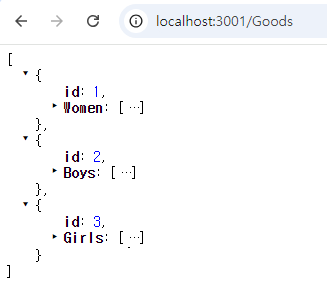 localhost:3001/Goods
[
{
id: 1,
Women: [ … ]
},
{
id: 2,
Boys: [ … ]
},
{
id: 3,
Girls: [ … ]
}
]